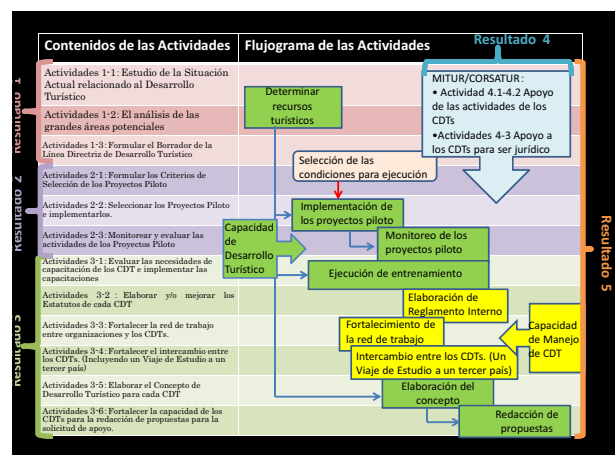 Resultado 4
Contenidos de las Actividades
Flujograma de las Actividades
Resultado 1
Actividades 1-1: Estudio de la Situación
Actual relacionado al Desarrollo
Turístico
Actividades 1-2: El análisis de las
grandes áreas potenciales
Actividades 1-3: Formular el Borrador de la
Línea Directriz de Desarrollo Turístico
Resultado 2
Actividades 2-1: Formular los Criterios de
Selección de los Proyectos Piloto
Actividades 2-2: Seleccionar los Proyectos Piloto
e implementarlos.
Actividades 2-3: Monitorear y evaluar las
actividades de los Proyectos Piloto
Resultado 3
Actividades 3-1: Evaluar las necesidades de
capacitación de los CDT e implementar las
capacitaciones
Actividades 3-2 : Elaborar y/o mejorar los
Estatutos de cada CDT
Actividades 3-3: Fortalecer la red de trabajo
entre organizaciones y los CDTs.
Actividades 3-4: Fortalecer el intercambio entre
los CDTs. (Incluyendo un Viaje de Estudio a un
tercer país)
Actividades 3-5: Elaborar el Concepto de
Desarrollo Turístico para cada CDT
Actividades 3-6: Fortalecer la capacidad de los
CDTs para la redacción de propuestas para la
solicitud de apoyo.
Determinar
recursos
turísticos
MITUR/CORSATUR :
• Actividad 4.1-4.2 Apoyo
de las actividades de los
CDTs
•Actividades 4-3 Apoyo a
los CDTs para ser jurídico
Selección de las
condiciones para ejecución
Implementación de
los proyectos piloto
Capacidad
de
Desarrollo
Turístico
Monitoreo de los
proyectos piloto
Ejecución de entrenamiento
Elaboración de
Reglamento Interno
Fortalecimiento de
la red de trabajo
Capacidad
de Manejo
de CDT
Intercambio entre los CDTs. (Un
Viaje de Estudio a un tercer país)
Elaboración del
concepto
Redacción de
propuestas
Resultado 5